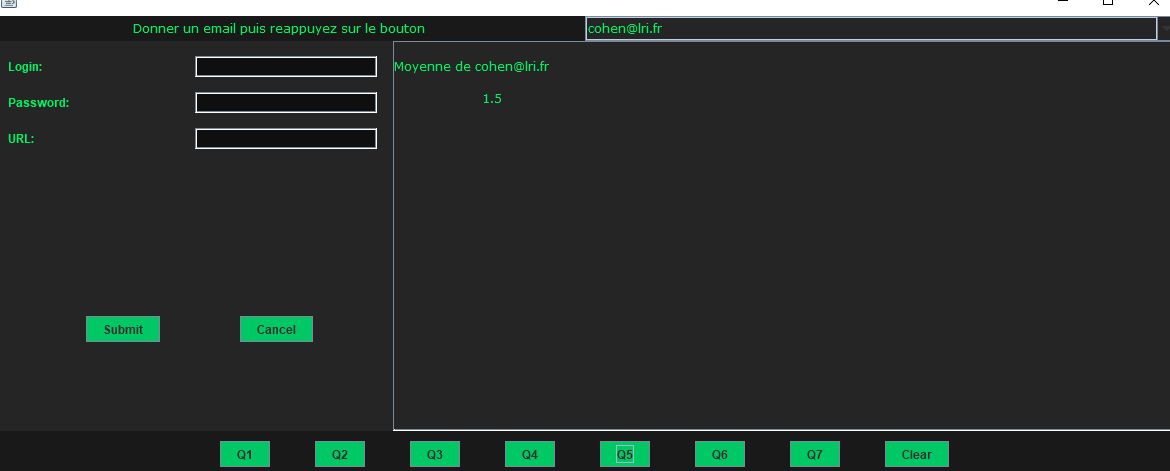 Donner un email puis reappuyez sur le bouton
cohen@lri.fr
Login:
Password:
URL:
Submit
Cancel
Moyenne de cohen@lri.fr
1.5
Q1
Q2
Q3
Q4
Q5
Q6
Q7
Clear